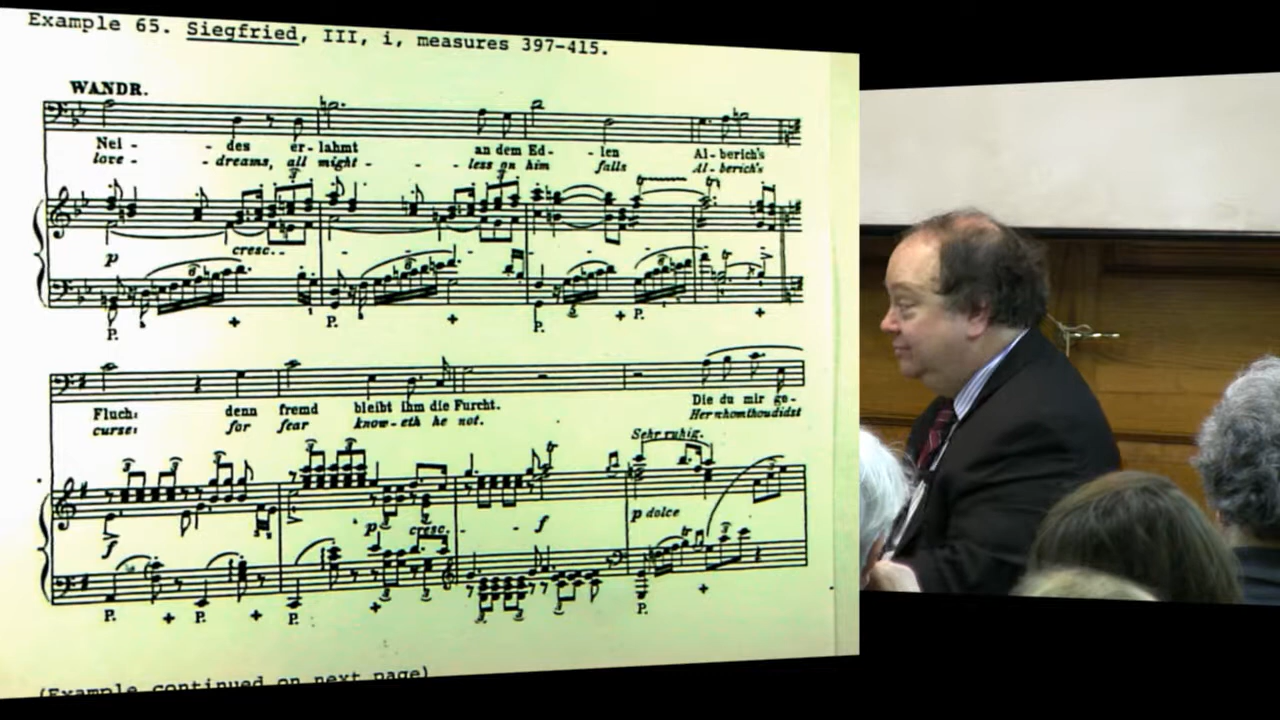 Example 65. Siegfried, III, i, measures 397-415.
WANDR.
Nei - - des er - lahmt an dem Ed - - len Al - berich's
love - - dreams, all might - - less on him falls Al - berich's
p cresc. - - - - -
P. + P. + P. + P. +
Fluch: denn fremd bleibt ihm die Furcht. Die du mir ge-
curse: for fear know - eth he not. Her whom thou didst
Sehr ruhig.
f p cresc. - - f p dolce
P. + P. + P. + P. +
(Example continued on next page)